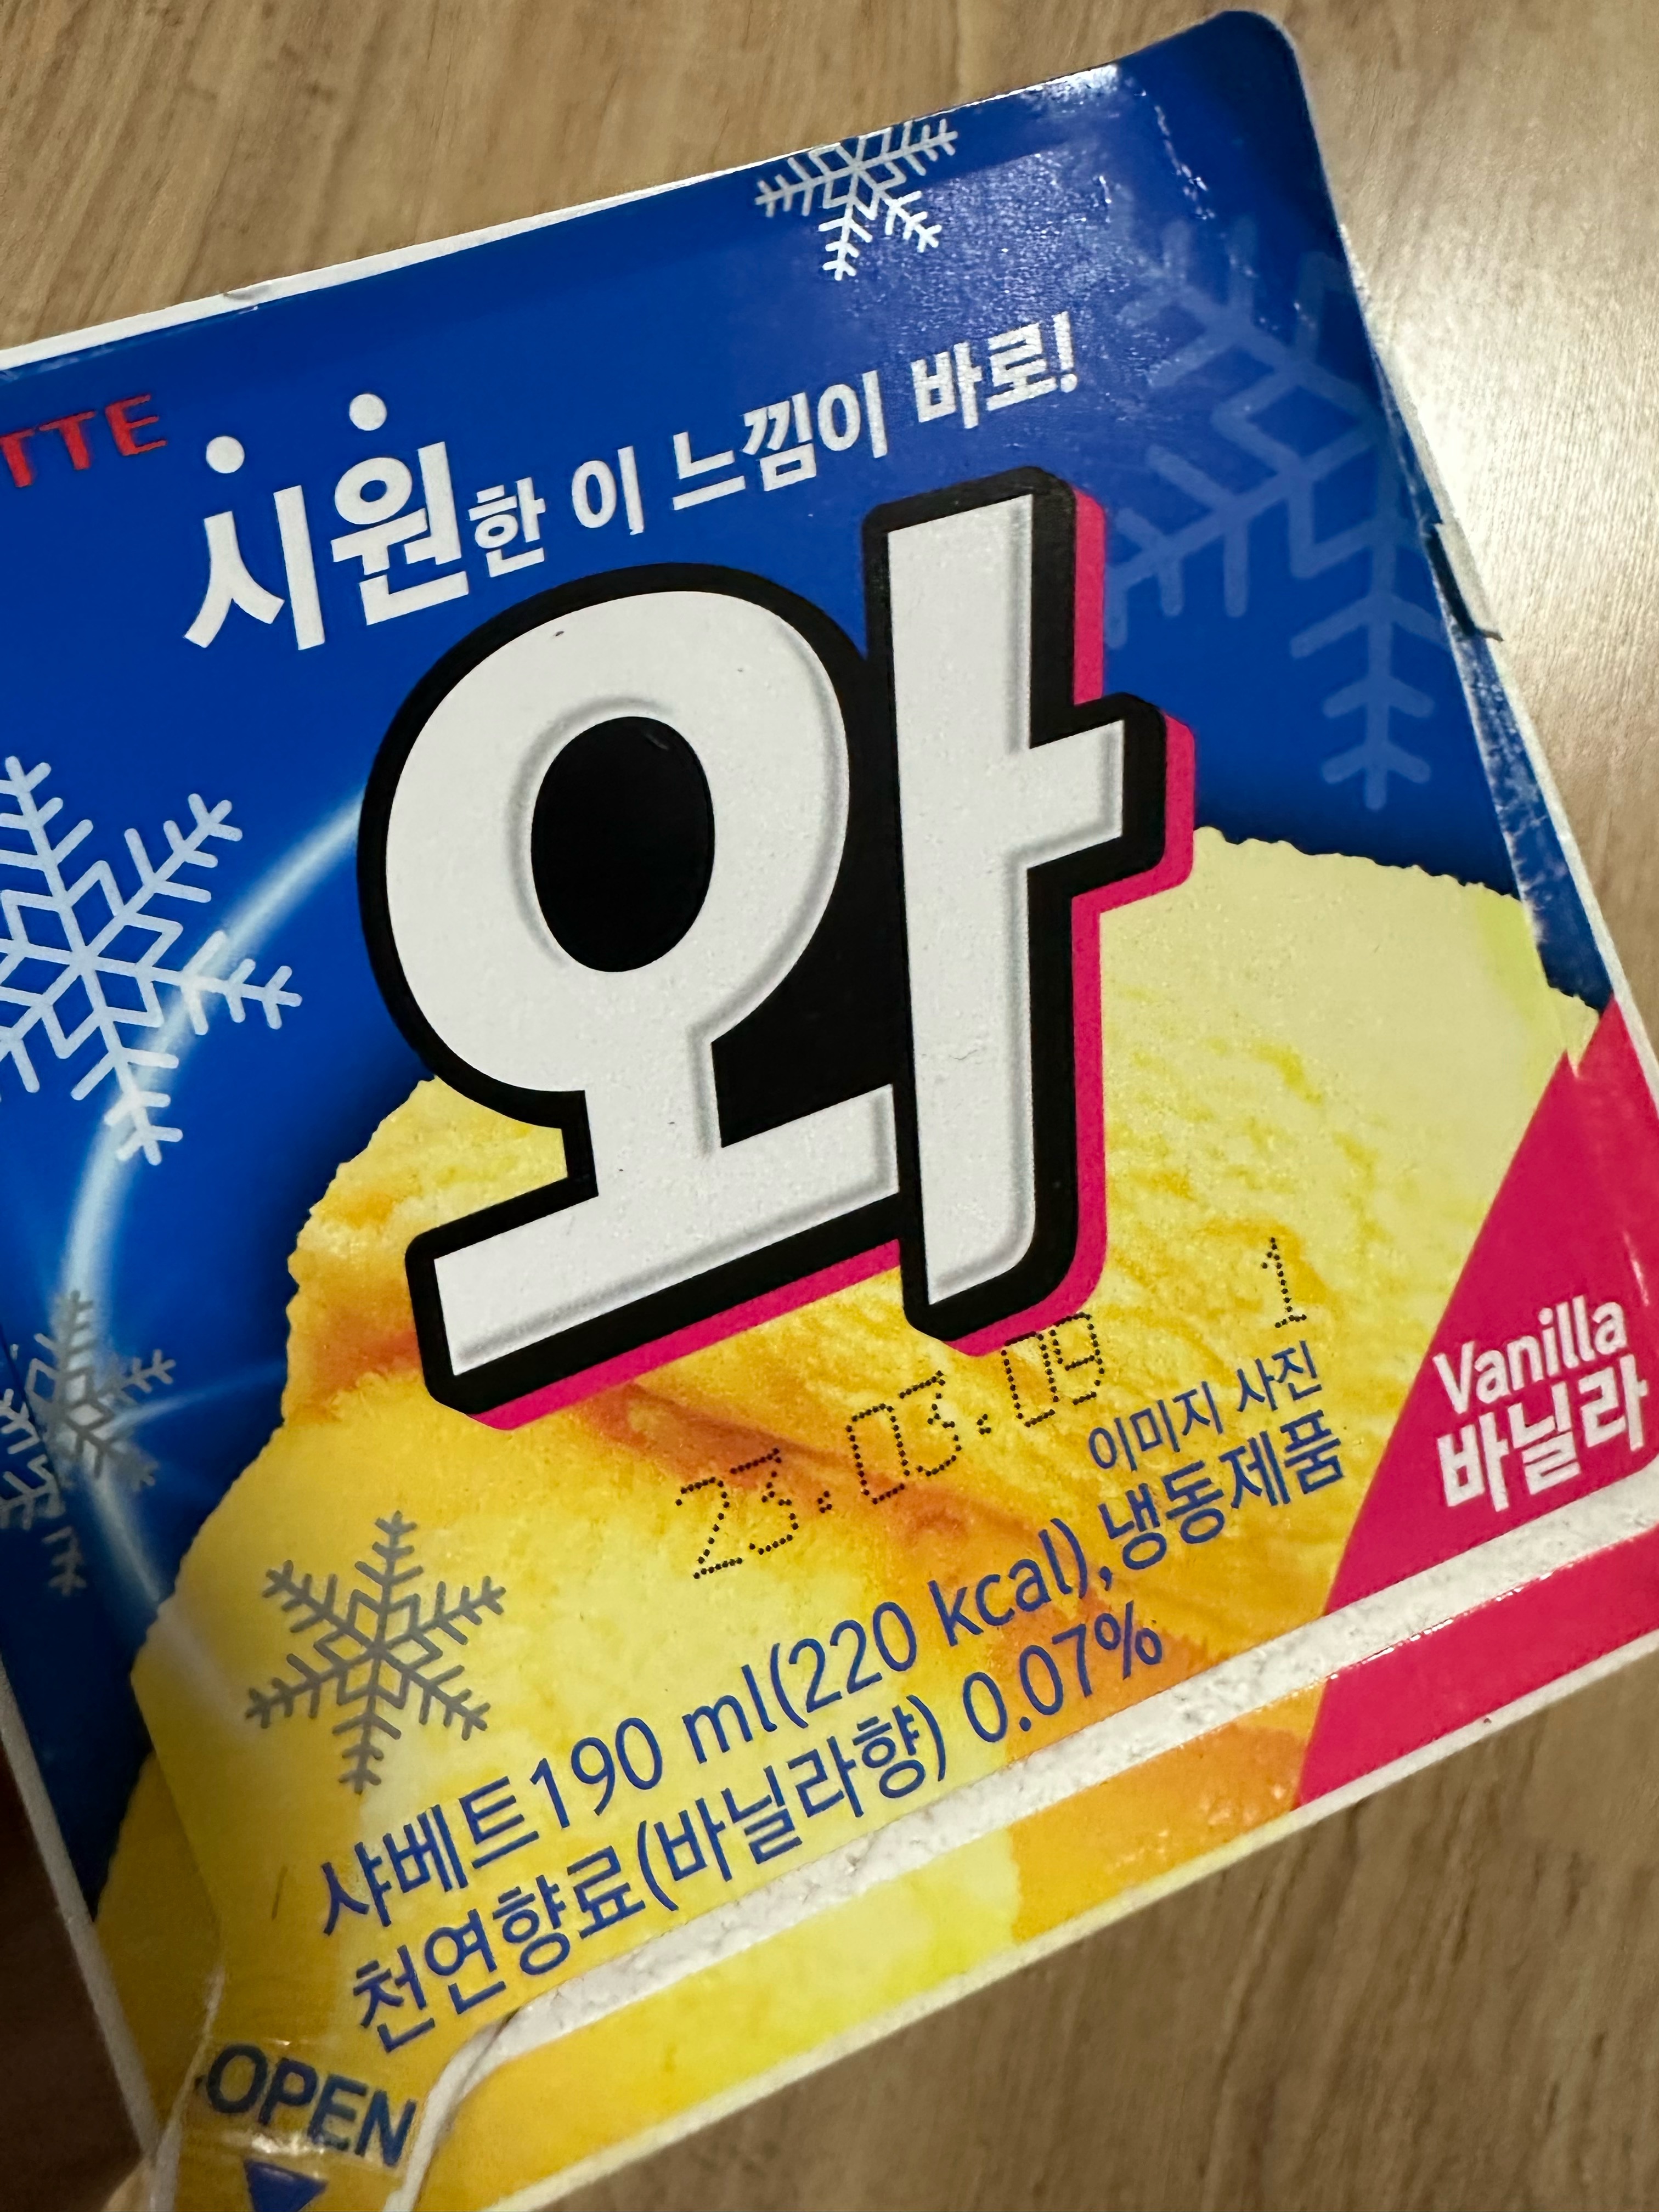 TTE
시원한 이 느낌이 바로!
와
1
23.03.09
이미지 사진
Vanilla
바닐라
샤베트190 ml(220 kcal),냉동제품
천연향료(바닐라향) 0.07%
OPEN